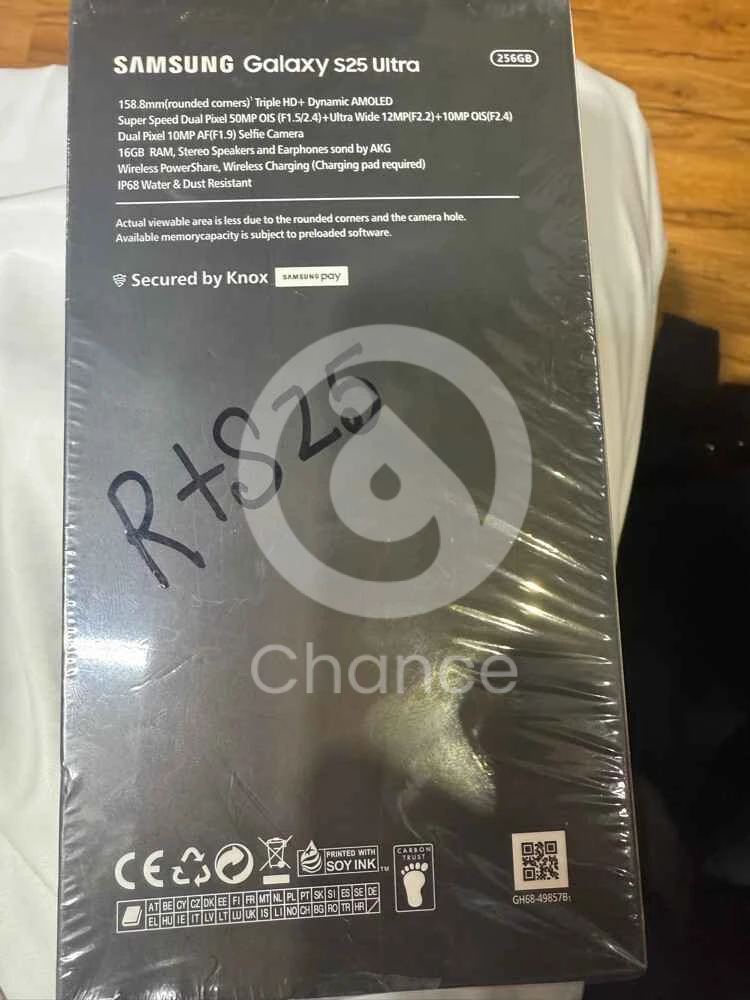 SAMSUNG Galaxy S25 Ultra
256GB
158.8mm(rounded corners)¹ Triple HD+ Dynamic AMOLED
Super Speed Dual Pixel 50MP OIS (F1.5/2.4)+Ultra Wide 12MP(F2.2)+10MP OIS(F2.4)
Dual Pixel 10MP AF(F1.9) Selfie Camera
16GB RAM, Stereo Speakers and Earphones sond by AKG
Wireless PowerShare, Wireless Charging (Charging pad required)
IP68 Water & Dust Resistant
Actual viewable area is less due to the rounded corners and the camera hole.
Available memorycapacity is subject to preloaded software.
Secured by Knox SAMSUNG pay
R+S25
Chance
CE
PRINTED WITH
SOY INK™
CARBON
TRUST
AT BE CY CZ DK EE FI FR MT NL PL PT SK SI ES SE DE
EL HU IE IT LV LT LU UK IS LI NO CH BG RO TR HR
GH68-49857B₁